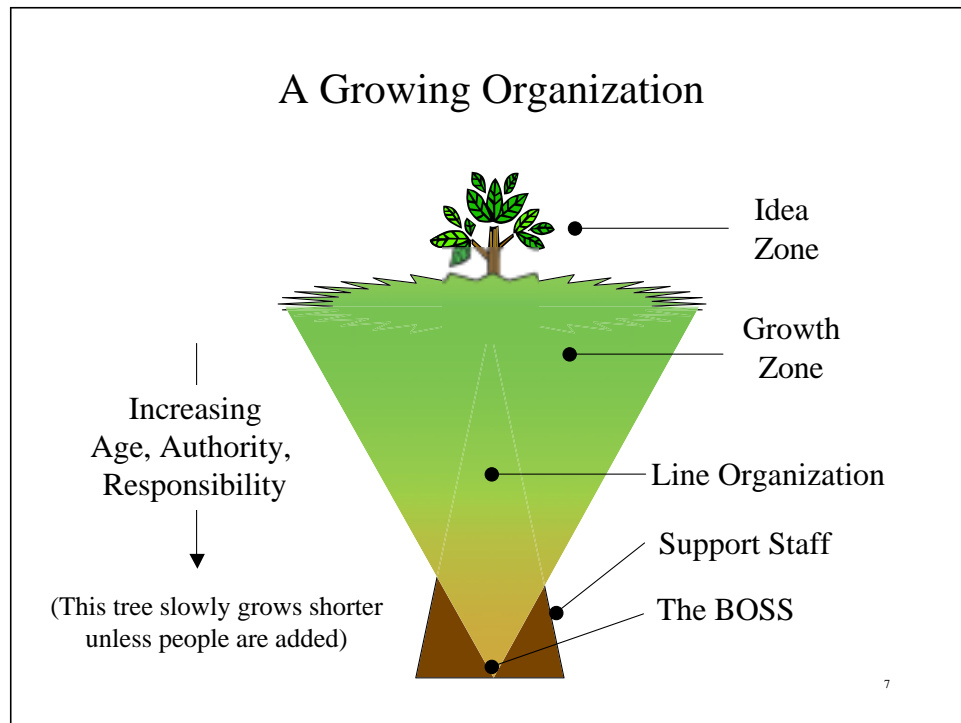 A Growing Organization
Idea
Zone
Growth
Zone
Increasing
Age, Authority,
Responsibility
Line Organization
Support Staff
The BOSS
(This tree slowly grows shorter
unless people are added)
7